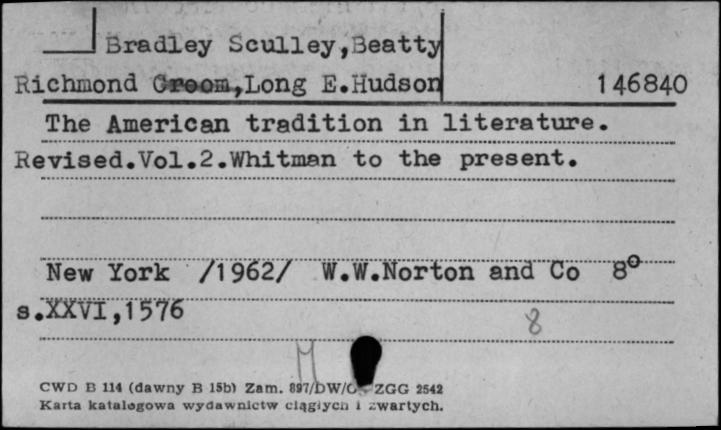 Bradley Sculley,Beatty
Richmond Croom,Long E.Hudson 146840
The American tradition in literature.
Revised.Vol.2.Whitman to the present.
New York /1962/ W.W.Norton and Co 8°
s.XXVI,1576
8
M
CWD B 114 (dawny B 15b) Zam. 897/DW/ ZGG 2542
Karta katalogowa wydawnictw ciągłych i zwartych.